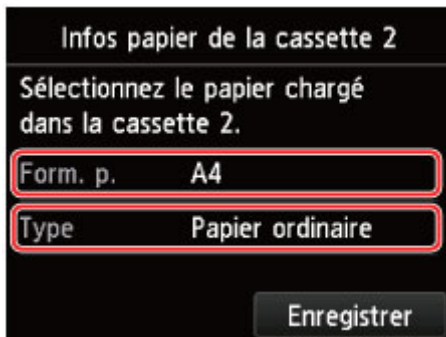 Infos papier de la cassette 2
Sélectionnez le papier chargé
dans la cassette 2.
Form. p. A4
Type Papier ordinaire
Enregistrer